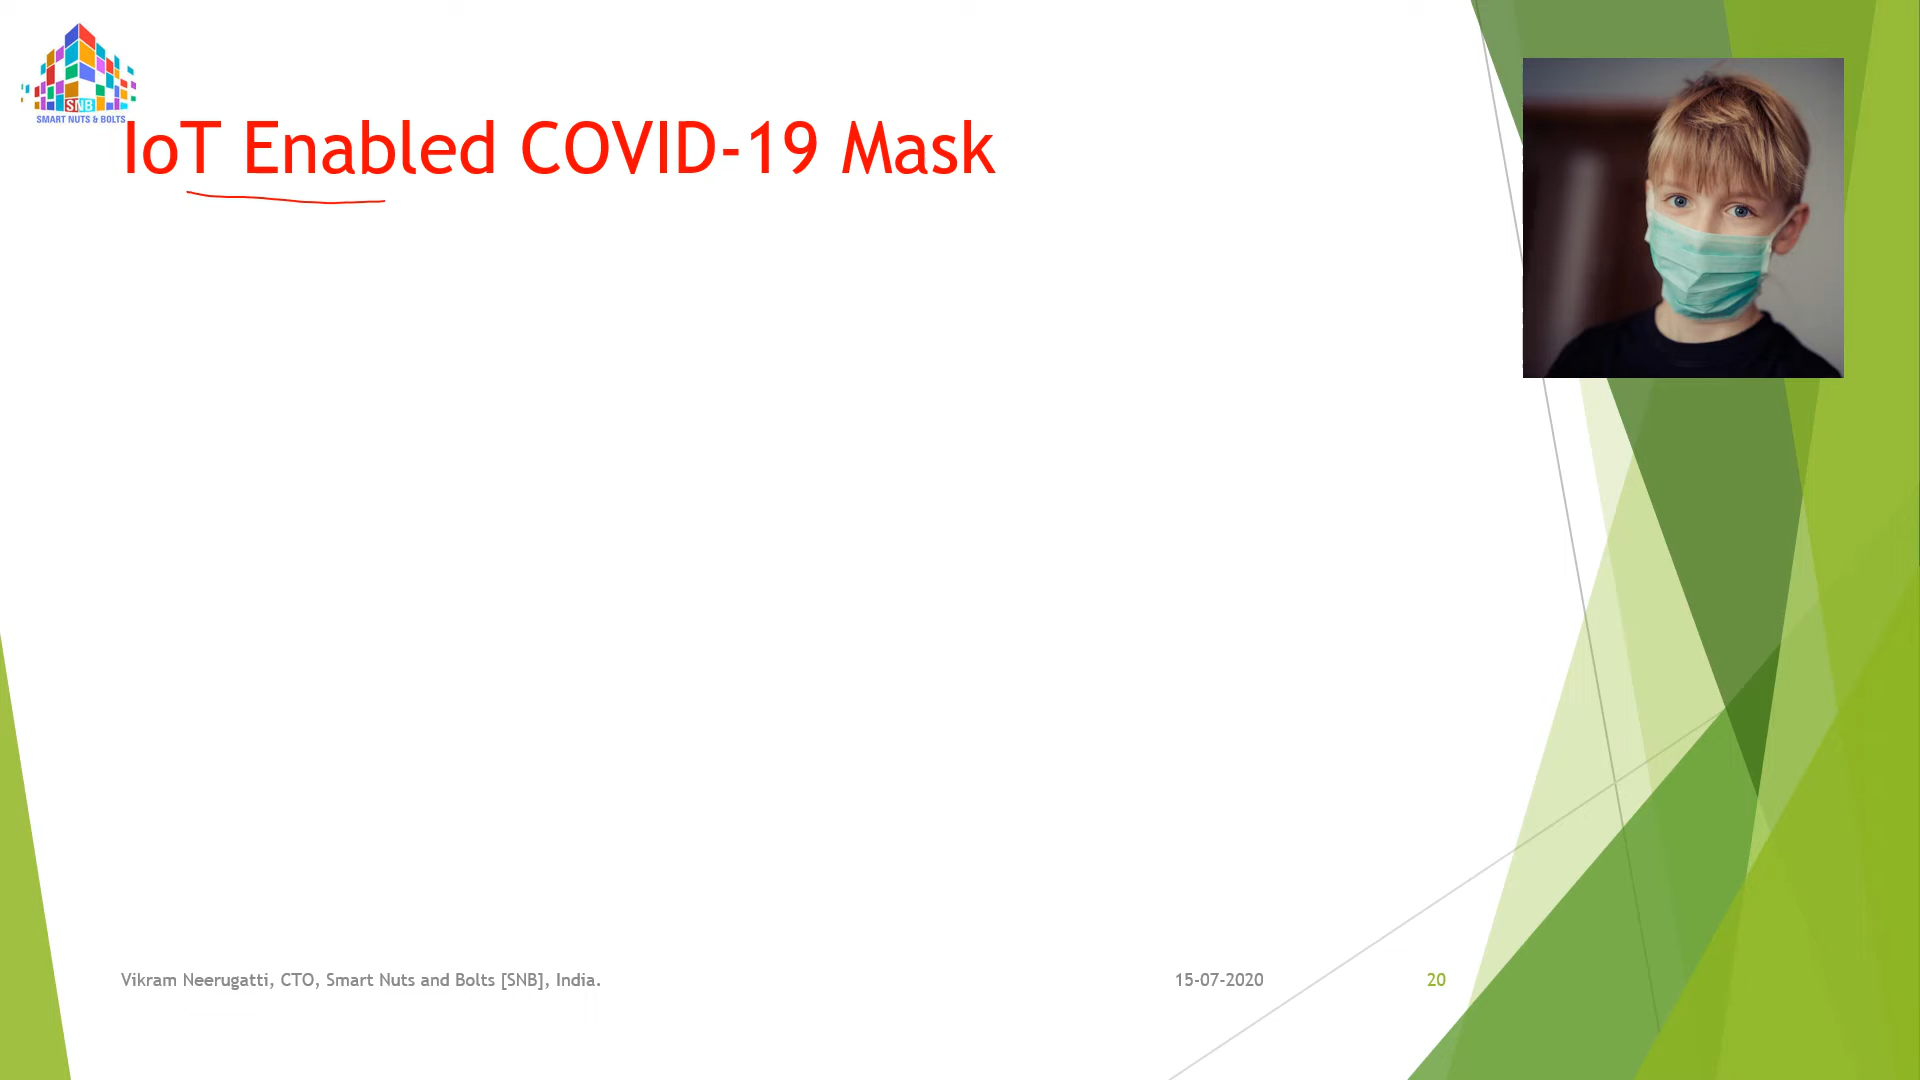 SNB
SMART NUTS & BOLTS
IoT Enabled COVID-19 Mask
Vikram Neerugatti, CTO, Smart Nuts and Bolts [SNB], India.
15-07-2020
20